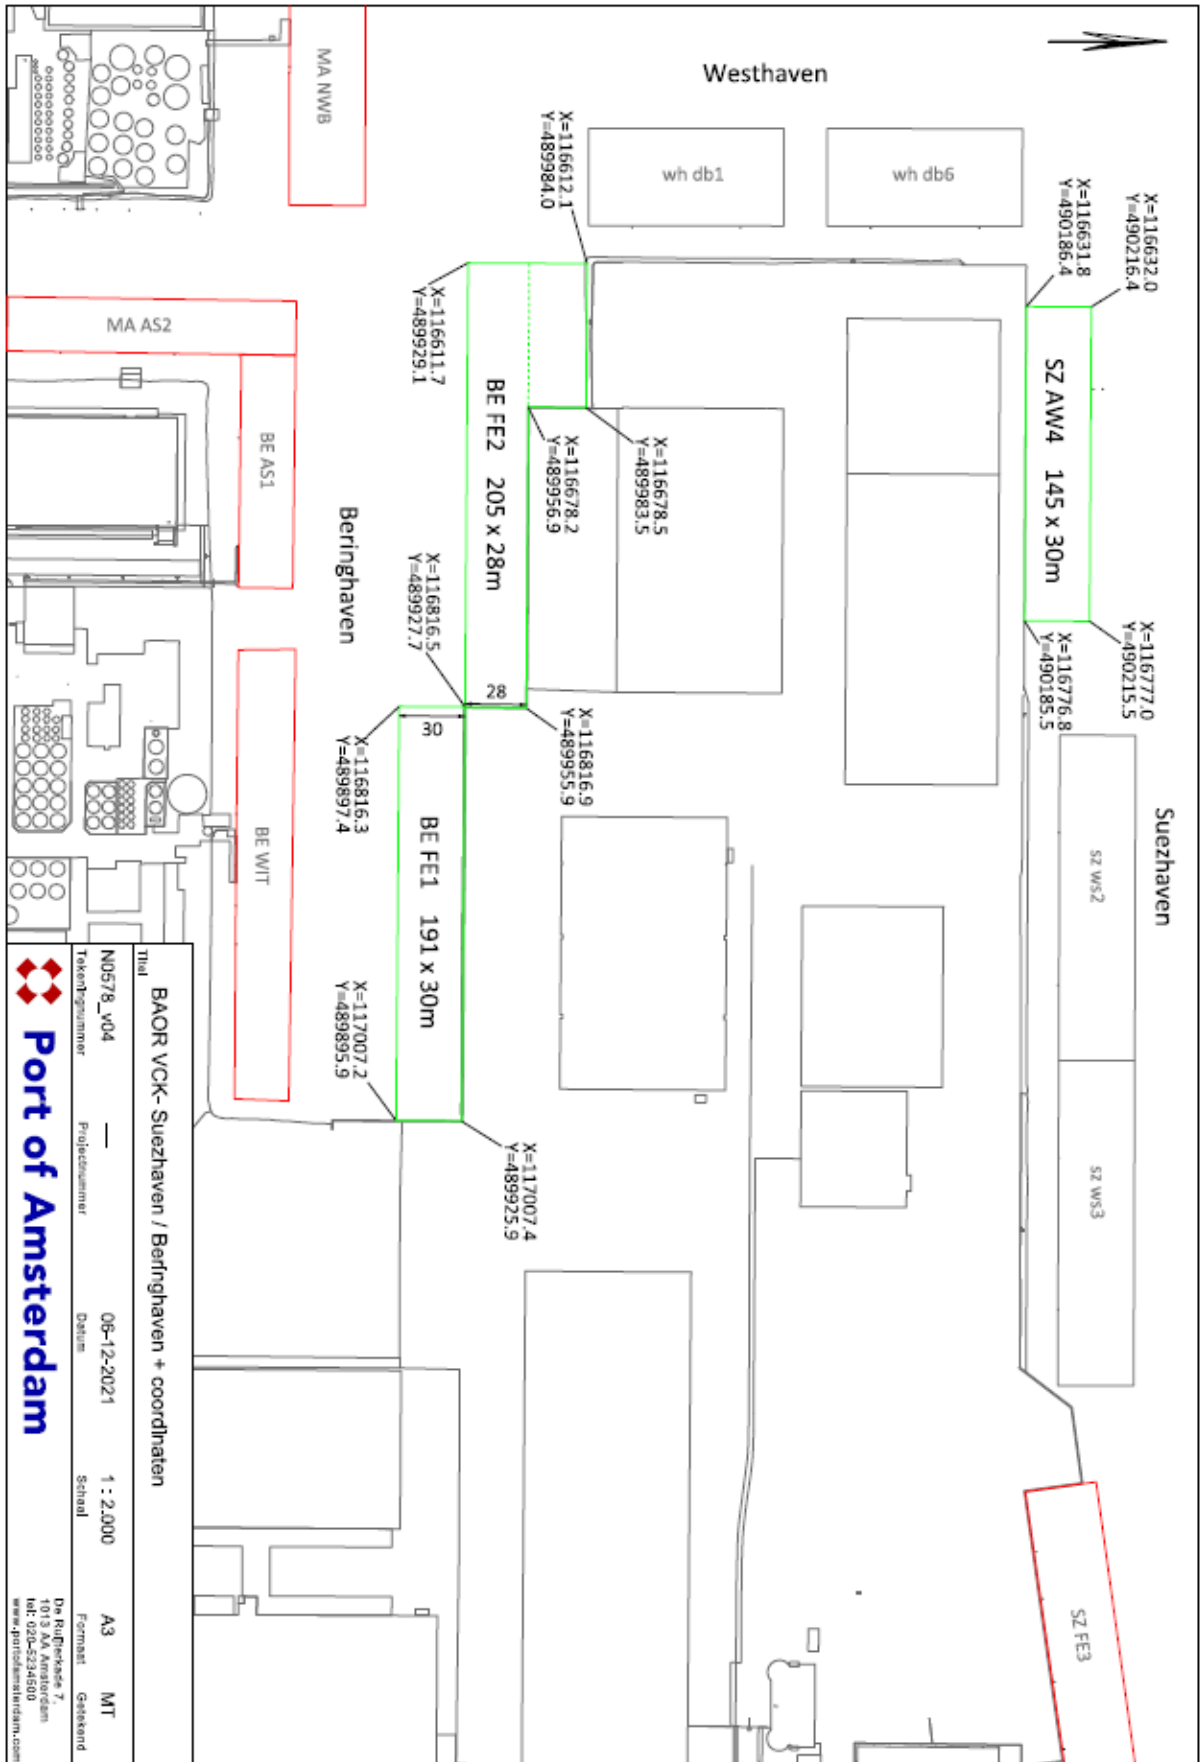 Westhaven
MA NWB
X=116612.1
Y=489984.0
wh db1
wh db6
X=116631.8
Y=490186.4
X=116632.0
Y=490216.4
MA AS2
BE AS1
X=116611.7
Y=489929.1
BE FE2 205 x 28m
X=116678.2
Y=489956.9
X=116678.5
Y=489983.5
SZ AW4 145 x 30m
X=116777.0
Y=490215.5
X=116776.8
Y=490185.5
Beringhaven
X=116816.5
Y=489927.7
28
30
X=116816.9
Y=489955.9
X=116816.3
Y=489897.4
BE WIT
BE FE1 191 x 30m
Suezhaven
sz ws2
sz ws3
X=117007.2
Y=489895.9
X=117007.4
Y=489925.9
SZ FE3
Titel
BAOR VCK- Suezhaven / Beringhaven + coordinaten
N0578_v04 — 06-12-2021 1 : 2.000 A3 MT
Tekeningnummer Projectnummer Datum Schaal Formaat Getekend
Port of Amsterdam
De Ruijterkade 7,
1013 AA Amsterdam
tel: 020-5234500
www.portofamsterdam.com